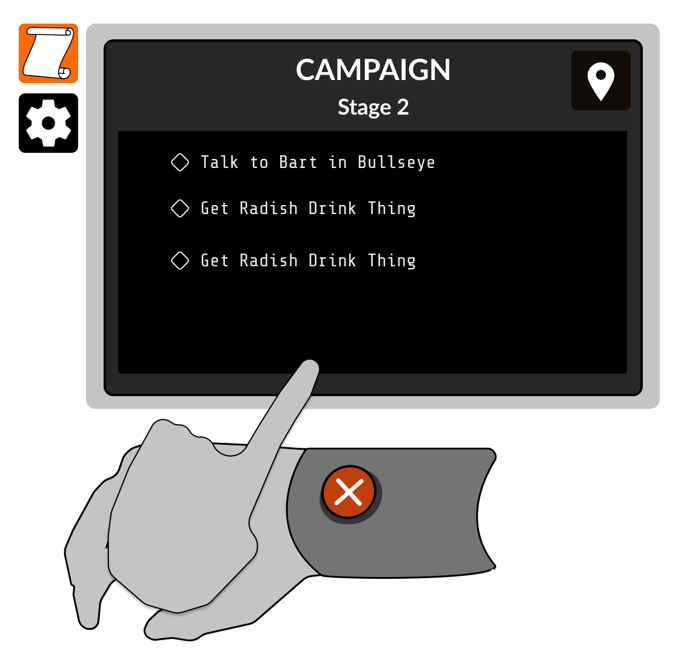 CAMPAIGN
Stage 2
Talk to Bart in Bullseye
Get Radish Drink Thing
Get Radish Drink Thing